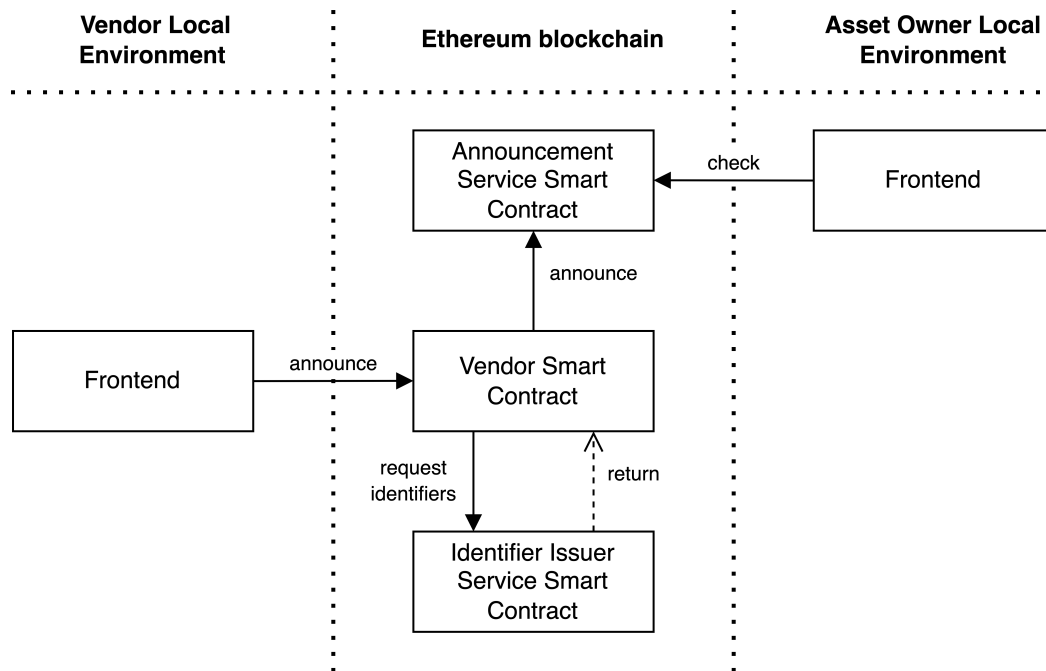 Vendor Local
Environment
Ethereum blockchain
Asset Owner Local
Environment
Announcement
Service Smart
Contract
check
Frontend
announce
Frontend
announce
Vendor Smart
Contract
request
identifiers
return
Identifier Issuer
Service Smart
Contract